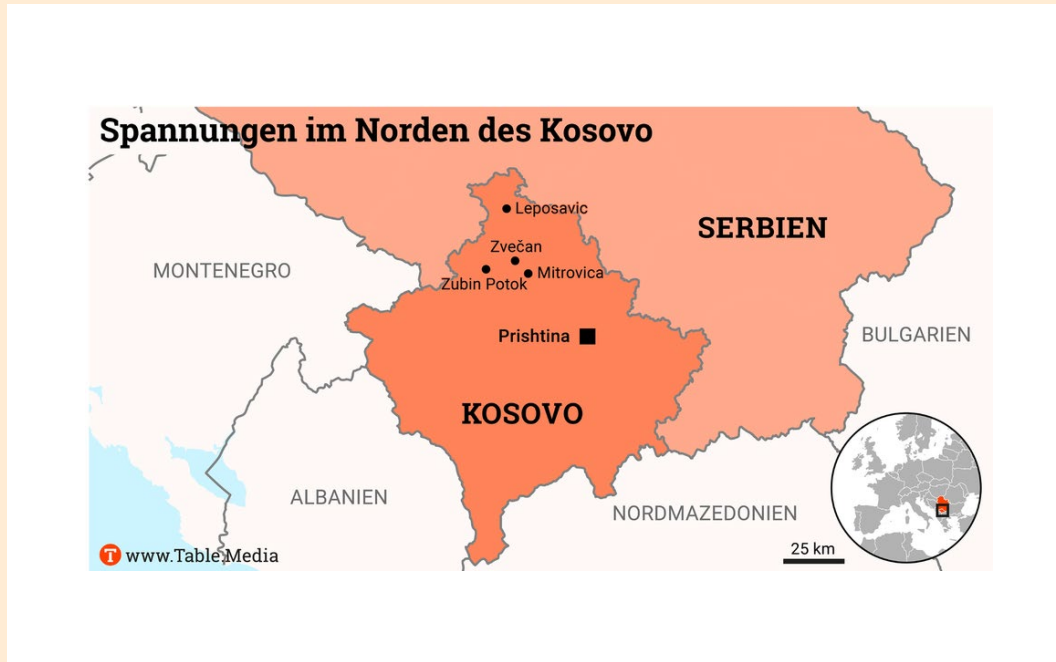 Spannungen im Norden des Kosovo
Leposavic
SERBIEN
Zvečan
MONTENEGRO
Mitrovica
Zubin Potok
Prishtina
BULGARIEN
KOSOVO
ALBANIEN
NORDMAZEDONIEN
25 km
T www.Table.Media